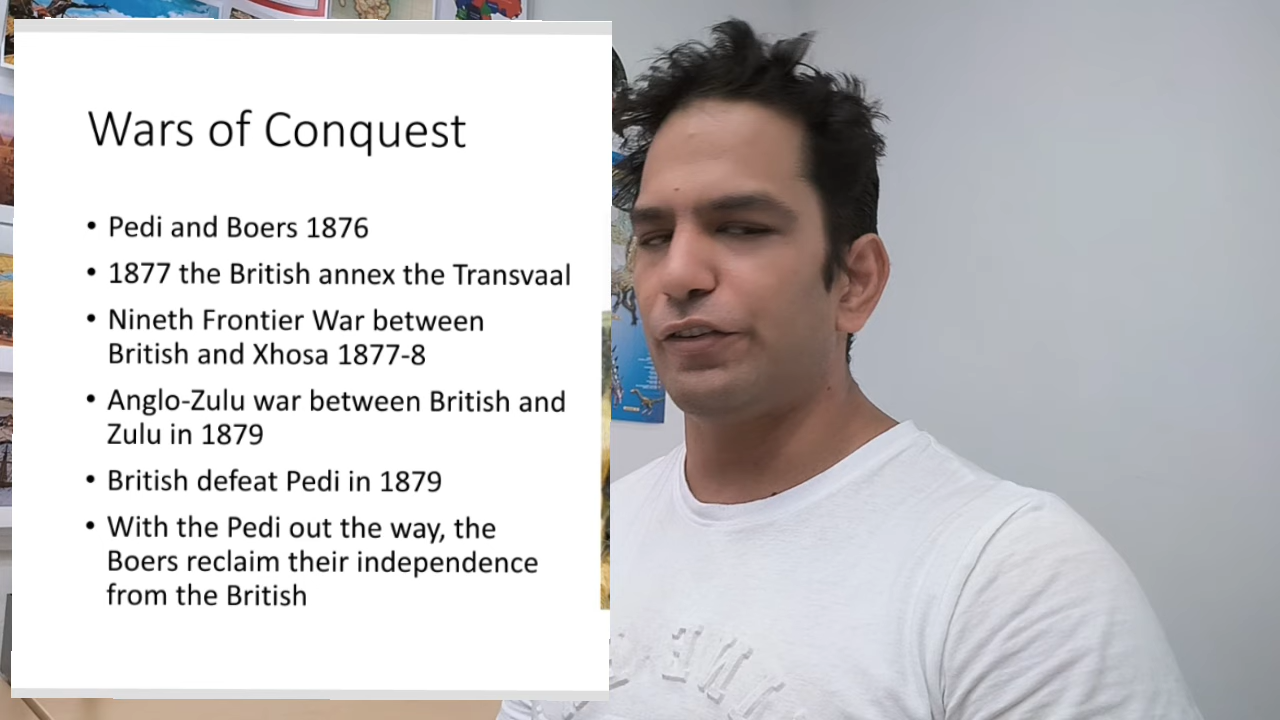 Wars of Conquest
• Pedi and Boers 1876
• 1877 the British annex the Transvaal
• Nineth Frontier War between
British and Xhosa 1877-8
• Anglo-Zulu war between British and
Zulu in 1879
• British defeat Pedi in 1879
• With the Pedi out the way, the
Boers reclaim their independence
from the British